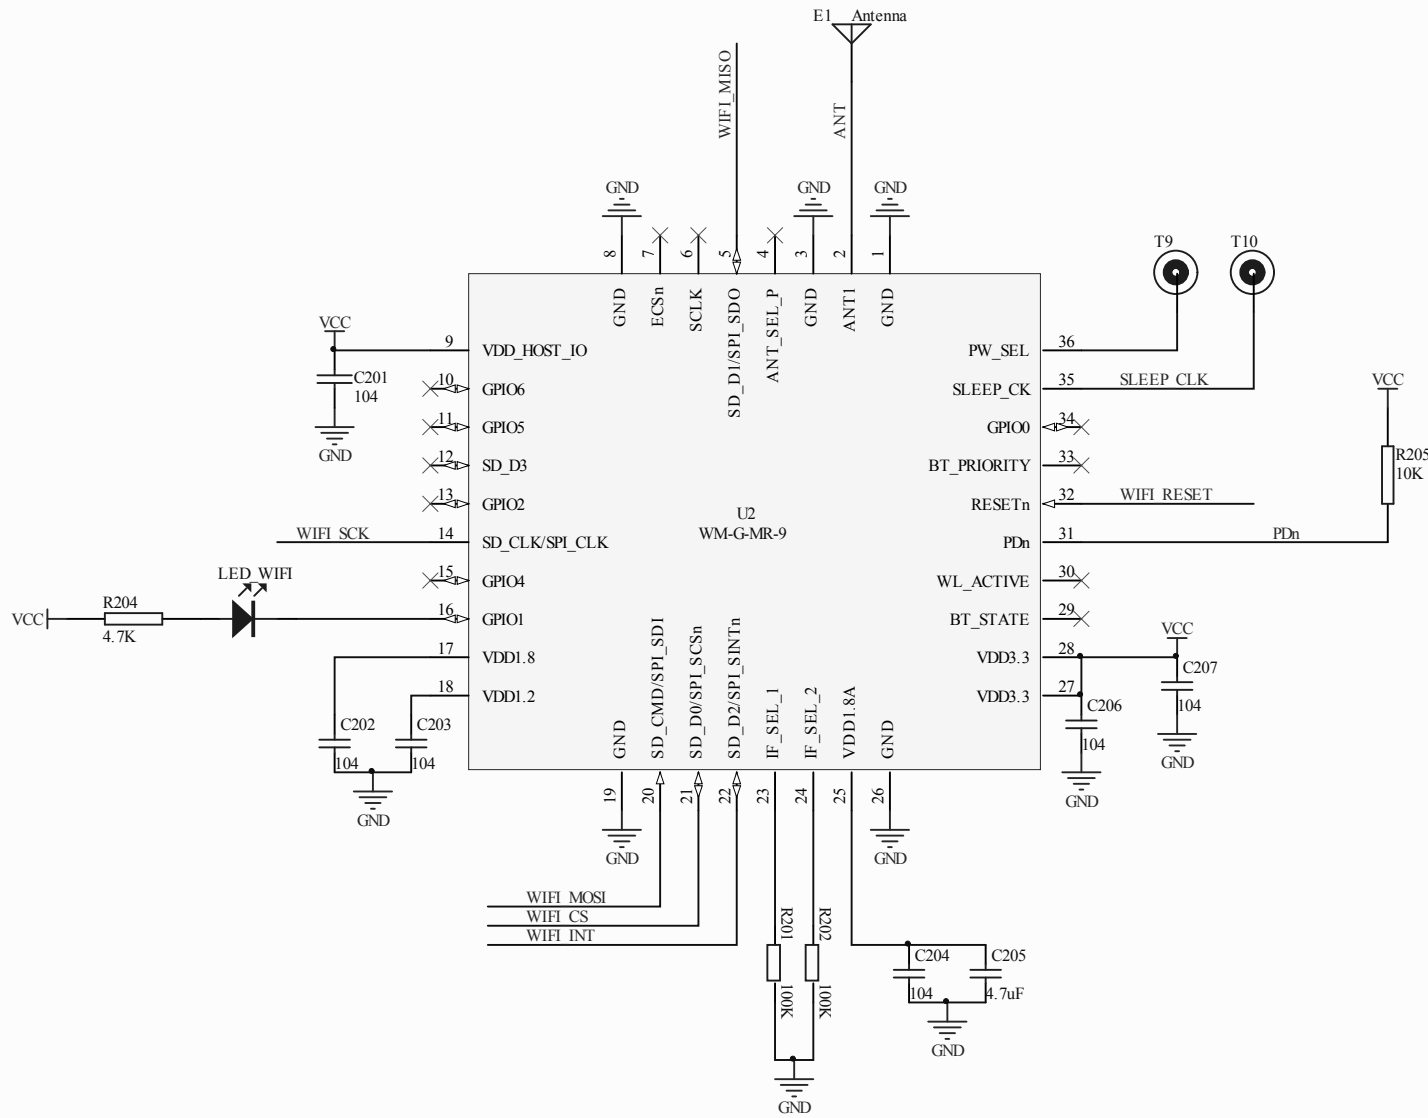 E1 Antenna
WIFI_MISO
ANT
GND
GND
GND
8
7
6
5
4
3
2
1
GND
ECSn
SCLK
SD_D1/SPI_SDO
ANT_SEL_P
GND
ANT1
GND
T9
T10
VCC
9
VDD_HOST_IO
C201
104
GND
10
GPIO6
11
GPIO5
12
SD_D3
13
GPIO2
WIFI_SCK
14
SD_CLK/SPI_CLK
15
GPIO4
LED_WIFI
VCC
R204
4.7K
16
GPIO1
17
VDD1.8
18
VDD1.2
C202
104
C203
104
GND
U2
WM-G-MR-9
PW_SEL
36
SLEEP_CK
35
SLEEP_CLK
GPIO0
34
BT_PRIORITY
33
RESETn
32
WIFI_RESET
PDn
31
PDn
VCC
R205
10K
WL_ACTIVE
30
BT_STATE
29
VDD3.3
28
VCC
VDD3.3
27
C207
104
GND
C206
104
GND
GND
SD_CMD/SPI_SDI
SD_D0/SPI_SCSn
SD_D2/SPI_SINTn
IF_SEL_1
IF_SEL_2
VDD1.8A
GND
19
20
21
22
23
24
25
26
GND
GND
WIFI_MOSI
WIFI_CS
WIFI_INT
R201
100K
R202
100K
GND
C204
104
C205
4.7uF
GND